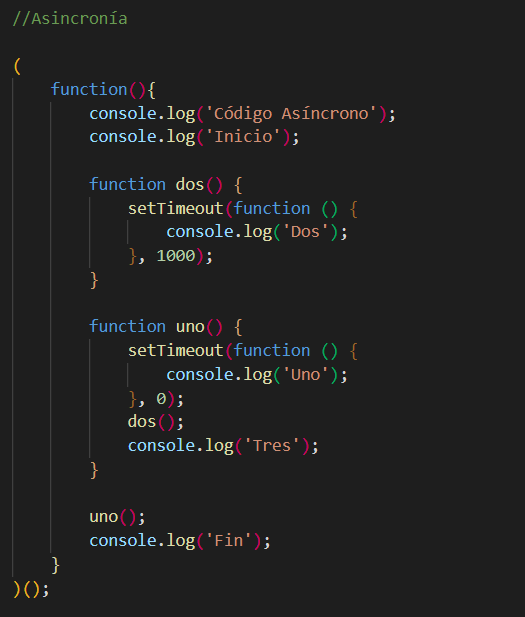 //Asincronía
(
    function(){
        console.log('Código Asíncrono');
        console.log('Inicio');
        function dos() {
            setTimeout(function () {
                console.log('Dos');
            }, 1000);
        }
        function uno() {
            setTimeout(function () {
                console.log('Uno');
            }, 0);
            dos();
            console.log('Tres');
        }
        uno();
        console.log('Fin');
    }
)();